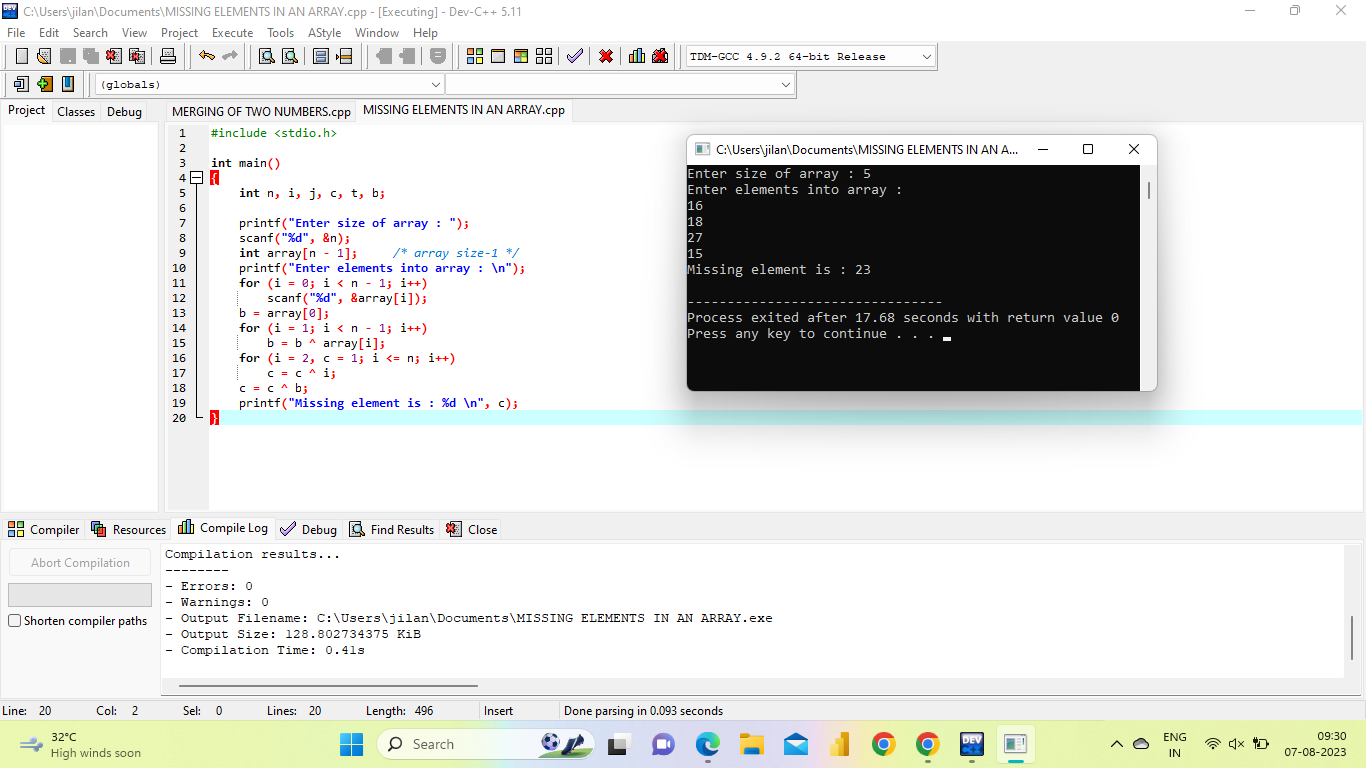 C:\Users\jilan\Documents\MISSING ELEMENTS IN AN ARRAY.cpp - [Executing] - Dev-C++ 5.11
File Edit Search View Project Execute Tools AStyle Window Help
TDM-GCC 4.9.2 64-bit Release
(globals)
Project Classes Debug
MERGING OF TWO NUMBERS.cpp MISSING ELEMENTS IN AN ARRAY.cpp
1 #include <stdio.h>
2
3 int main()
4 {
5 int n, i, j, c, t, b;
6
7 printf("Enter size of array : ");
8 scanf("%d", &n);
9 int array[n - 1]; /* array size-1 */
10 printf("Enter elements into array : \n");
11 for (i = 0; i < n - 1; i++)
12 scanf("%d", &array[i]);
13 b = array[0];
14 for (i = 1; i < n - 1; i++)
15 b = b ^ array[i];
16 for (i = 2, c = 1; i <= n; i++)
17 c = c ^ i;
18 c = c ^ b;
19 printf("Missing element is : %d \n", c);
20 }
C:\Users\jilan\Documents\MISSING ELEMENTS IN AN A...
Enter size of array : 5
Enter elements into array :
16
18
27
15
Missing element is : 23
--------------------------------
Process exited after 17.68 seconds with return value 0
Press any key to continue . . .
Compiler Resources Compile Log Debug Find Results Close
Abort Compilation
Shorten compiler paths
Compilation results...
--------
- Errors: 0
- Warnings: 0
- Output Filename: C:\Users\jilan\Documents\MISSING ELEMENTS IN AN ARRAY.exe
- Output Size: 128.802734375 KiB
- Compilation Time: 0.41s
Line: 20 Col: 2 Sel: 0 Lines: 20 Length: 496 Insert Done parsing in 0.093 seconds
32°C
High winds soon
Search
DEV
ENG
IN
09:30
07-08-2023